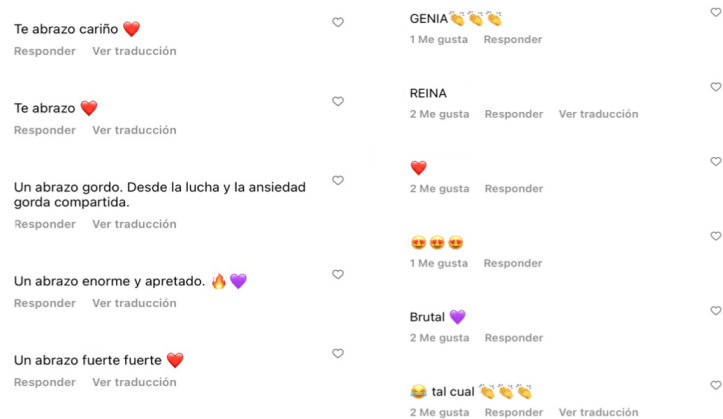 Te abrazo cariño ❤️
Responder Ver traducción
Te abrazo ❤️
Responder Ver traducción
Un abrazo gordo. Desde la lucha y la ansiedad
gorda compartida.
Responder Ver traducción
Un abrazo enorme y apretado. 🔥💜
Responder Ver traducción
Un abrazo fuerte fuerte ❤️
Responder Ver traducción
GENIA👏👏👏
1 Me gusta Responder
REINA
2 Me gusta Responder Ver traducción
❤️
2 Me gusta Responder
😍😍😍
1 Me gusta Responder
Brutal 💜
2 Me gusta Responder
😂 tal cual 👏👏👏
2 Me gusta Responder Ver traducción